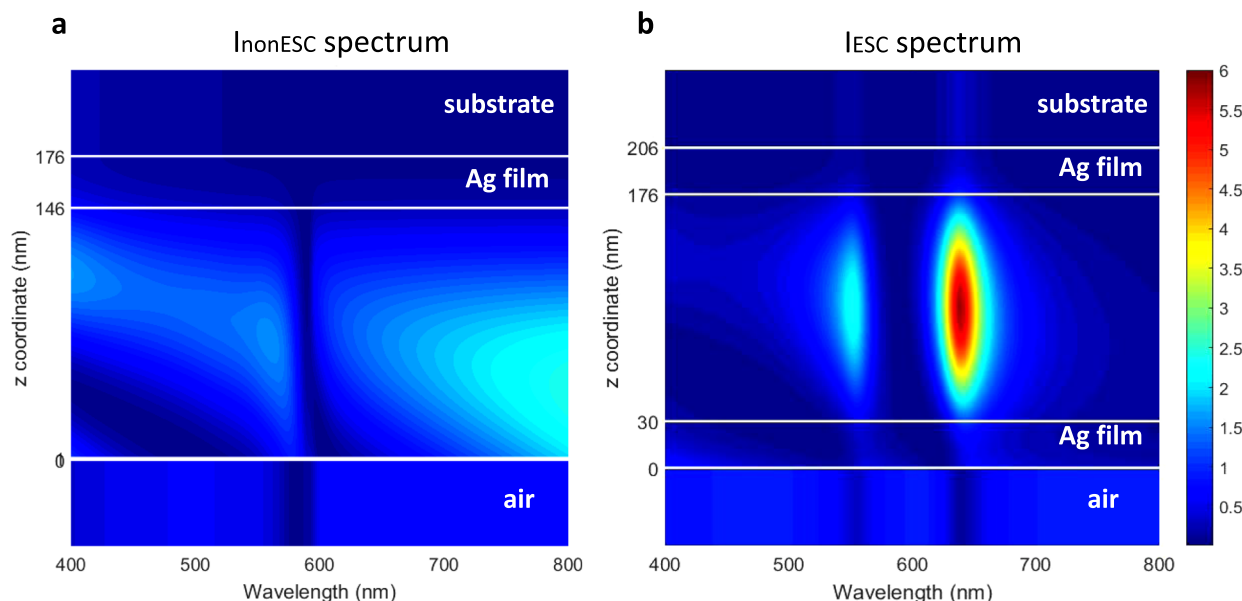 a
InonESC spectrum
substrate
176
Ag film
146
z coordinate (nm)
0
air
400
500
600
700
800
Wavelength (nm)
b
IESC spectrum
substrate
206
Ag film
176
z coordinate (nm)
30
Ag film
0
air
400
500
600
700
800
Wavelength (nm)
6
5.5
5
4.5
4
3.5
3
2.5
2
1.5
1
0.5